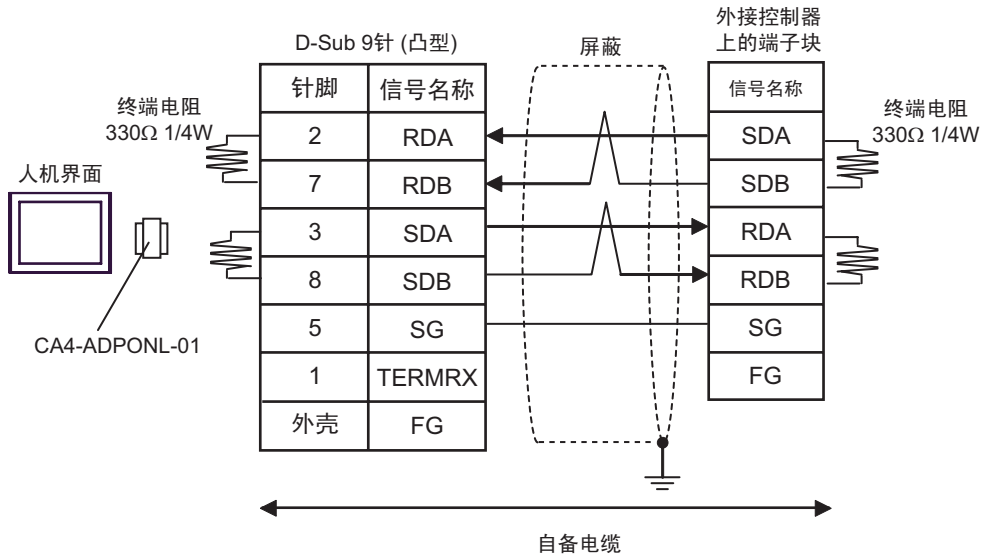 外接控制器
上的端子块
D-Sub 9针 (凸型)
屏蔽
针脚 信号名称
信号名称
终端电阻
330Ω 1/4W
终端电阻
330Ω 1/4W
2 RDA
SDA
人机界面
7 RDB
SDB
3 SDA
RDA
8 SDB
RDB
CA4-ADPONL-01
5 SG
SG
1 TERMRX
FG
外壳 FG
自备电缆